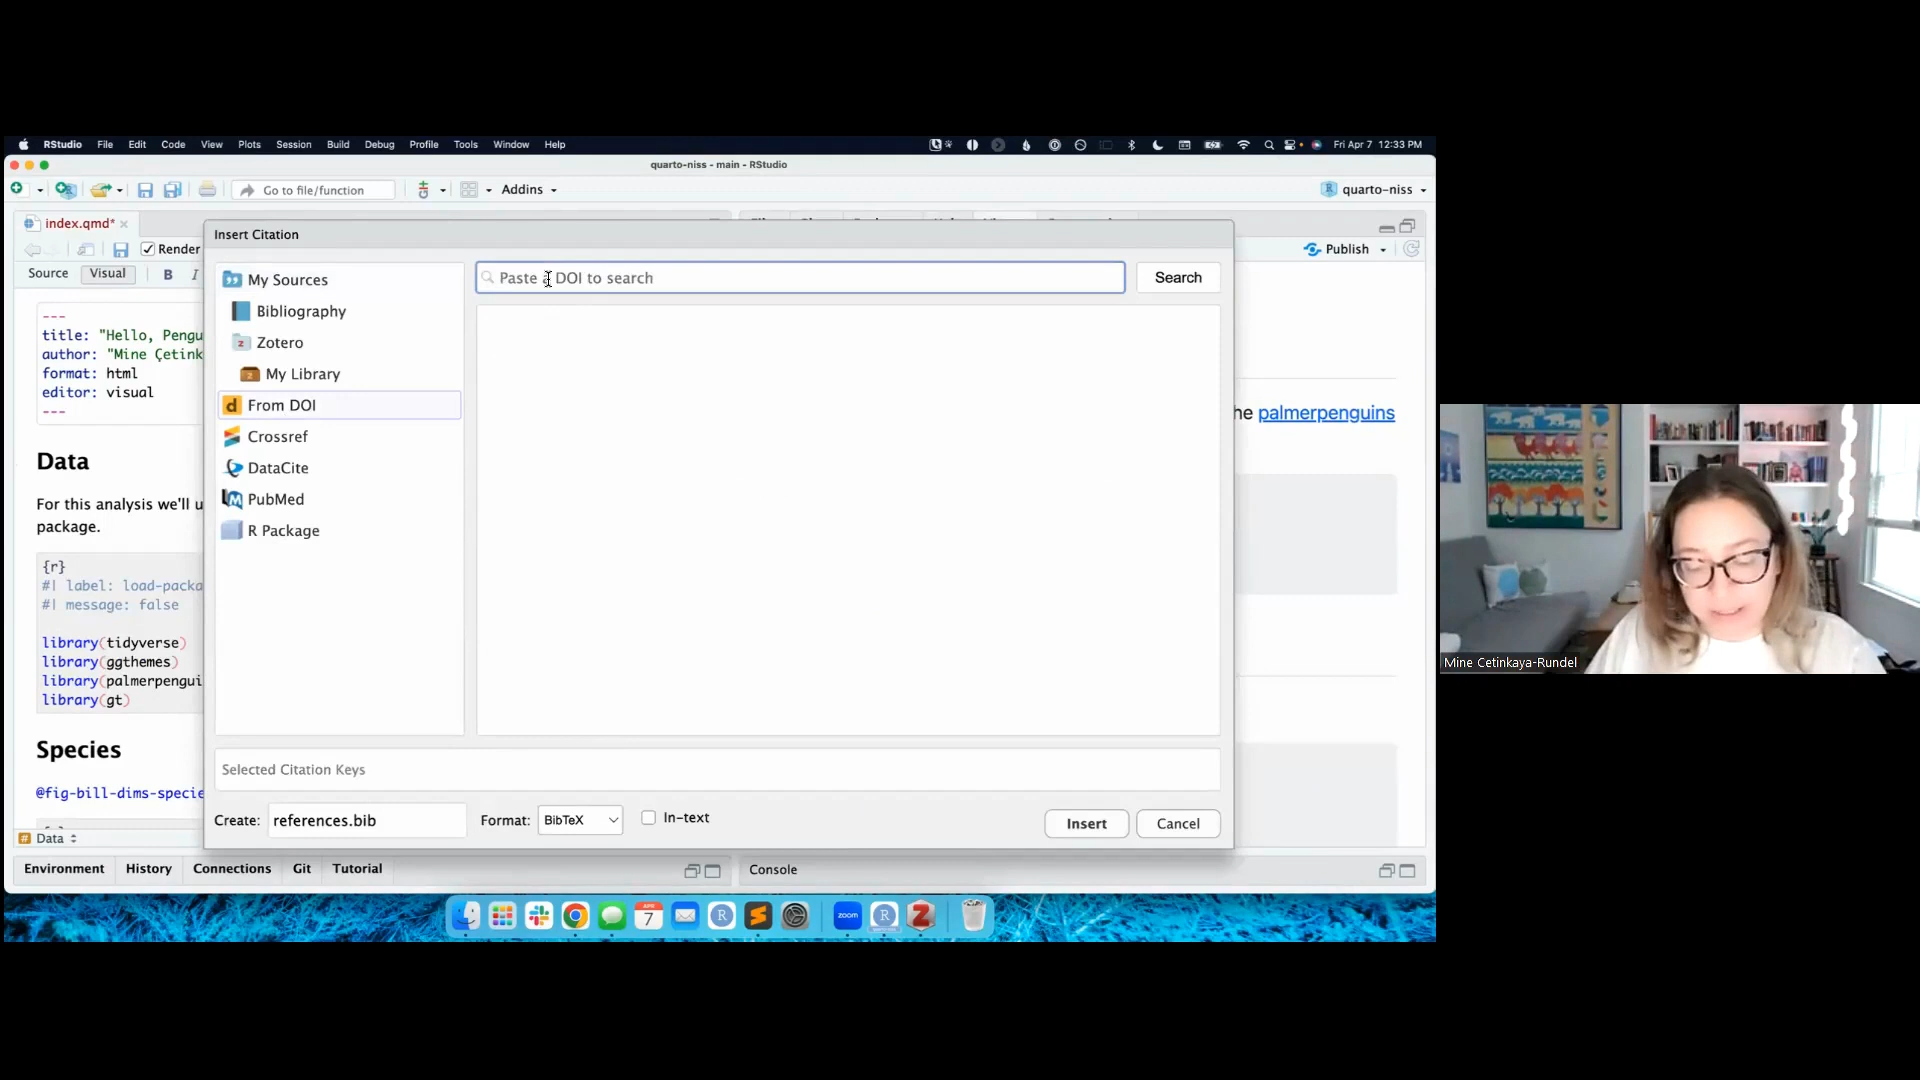 RStudio File Edit Code View Plots Session Build Debug Profile Tools Window Help Fri Apr 7 12:33 PM
quarto-niss - main - RStudio
Go to file/function Addins quarto-niss
index.qmd*
Render Publish
Source Visual B I
---
title: "Hello, Pengu
author: "Mine Çetink
format: html
editor: visual
---
Data
For this analysis we'll u
package.
{r}
#| label: load-packa
#| message: false
library(tidyverse)
library(ggthemes)
library(palmerpengui
library(gt)
Species
@fig-bill-dims-specie
Data
Insert Citation
My Sources
Bibliography
Zotero
My Library
From DOI
Crossref
DataCite
PubMed
R Package
Paste a DOI to search
Search
Selected Citation Keys
Create: references.bib Format: BibTeX In-text Insert Cancel
he palmerpenguins
Environment History Connections Git Tutorial
Console
APR
7
zoom
Mine Cetinkaya-Rundel